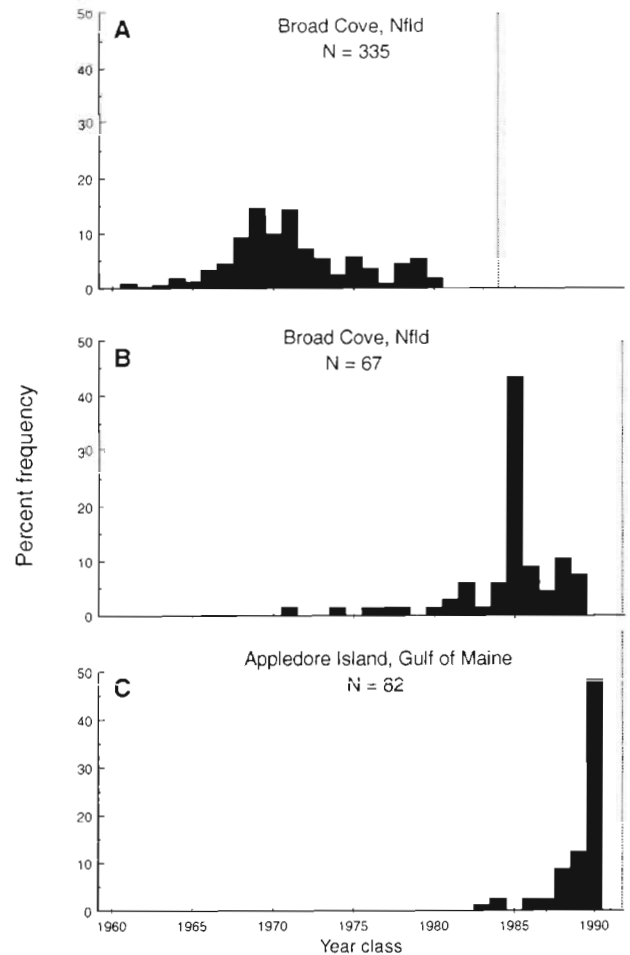 A
Broad Cove, Nfld
N = 335
50
40
30
20
10
0
B
Broad Cove, Nfld
N = 67
50
40
30
20
10
0
Percent frequency
C
Appledore Island, Gulf of Maine
N = 82
50
40
30
20
10
0
1960 1965 1970 1975 1980 1985 1990
Year class